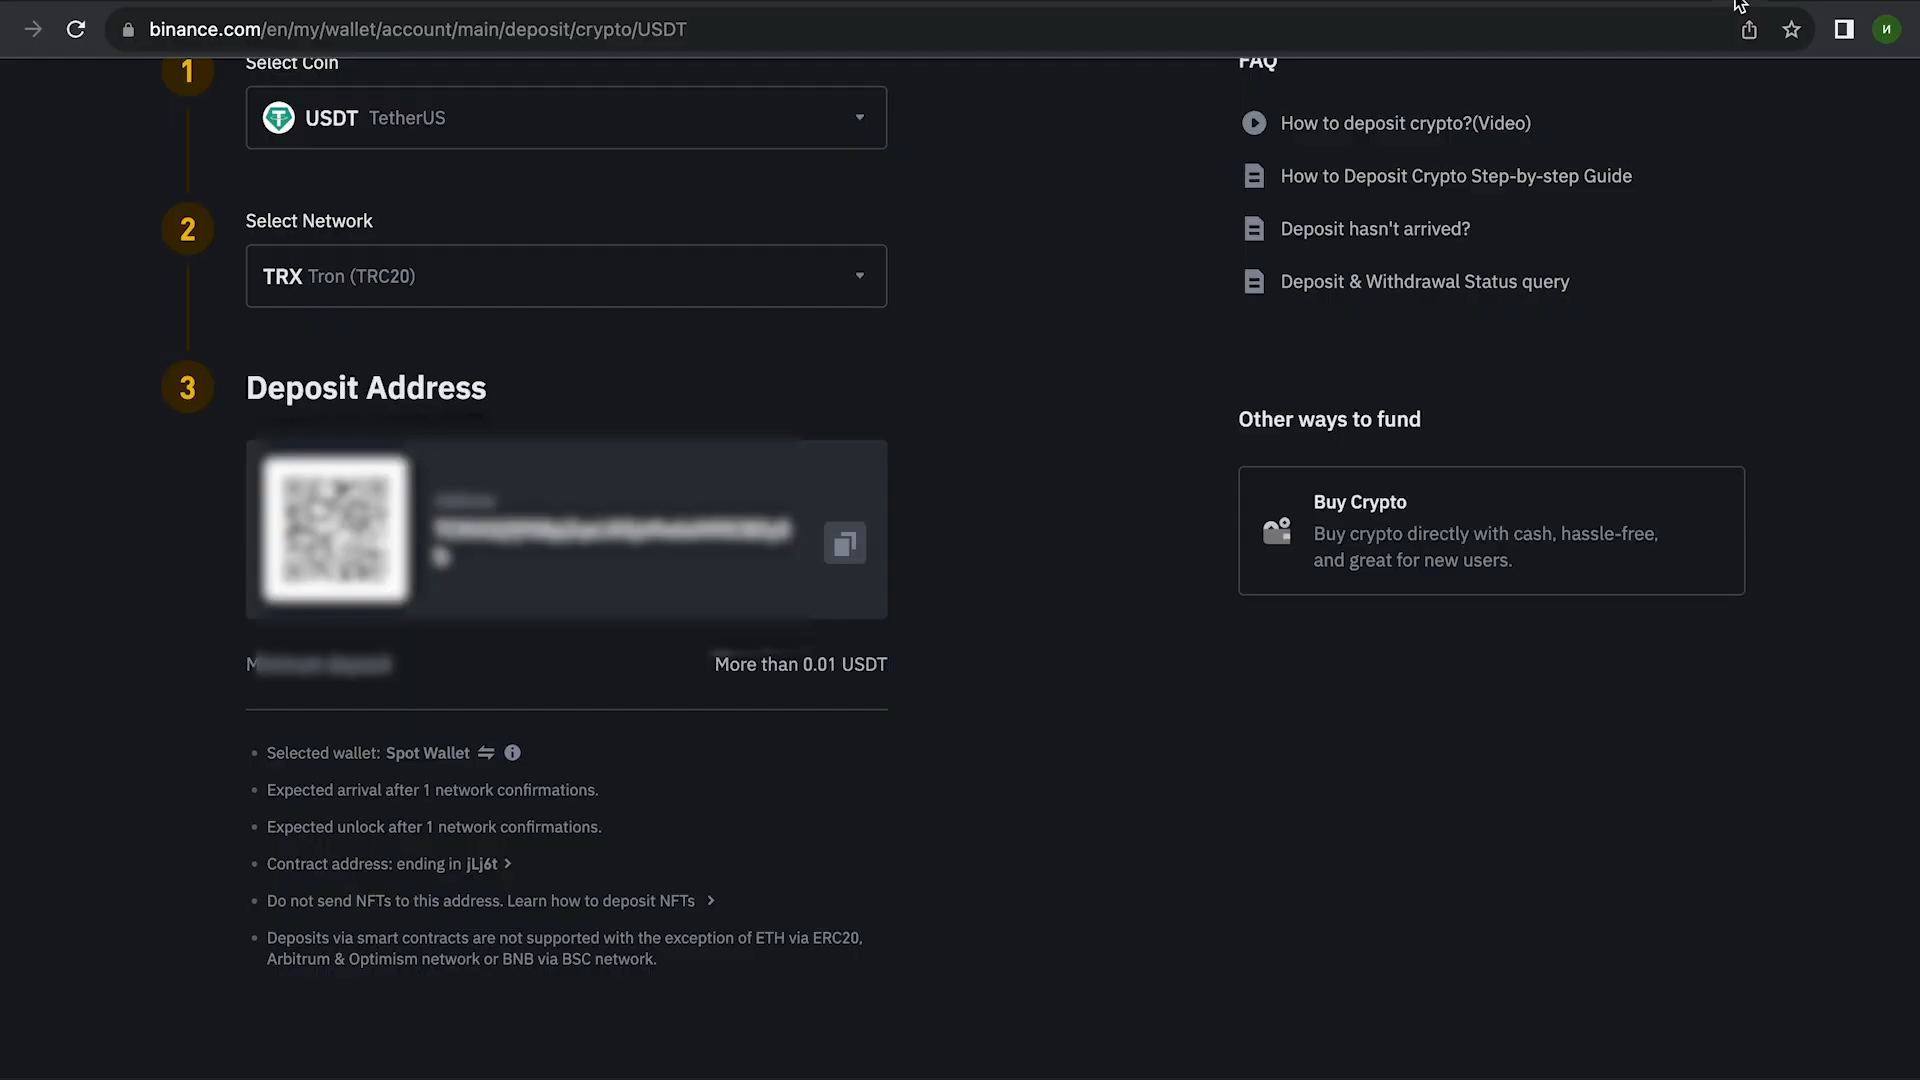 binance.com/en/my/wallet/account/main/deposit/crypto/USDT
И
1
Select Coin
USDT TetherUS
2
Select Network
TRX Tron (TRC20)
3
Deposit Address
More than 0.01 USDT
Selected wallet: Spot Wallet
Expected arrival after 1 network confirmations.
Expected unlock after 1 network confirmations.
Contract address: ending in jLj6t
Do not send NFTs to this address. Learn how to deposit NFTs
Deposits via smart contracts are not supported with the exception of ETH via ERC20,
Arbitrum & Optimism network or BNB via BSC network.
FAQ
How to deposit crypto?(Video)
How to Deposit Crypto Step-by-step Guide
Deposit hasn't arrived?
Deposit & Withdrawal Status query
Other ways to fund
Buy Crypto
Buy crypto directly with cash, hassle-free,
and great for new users.